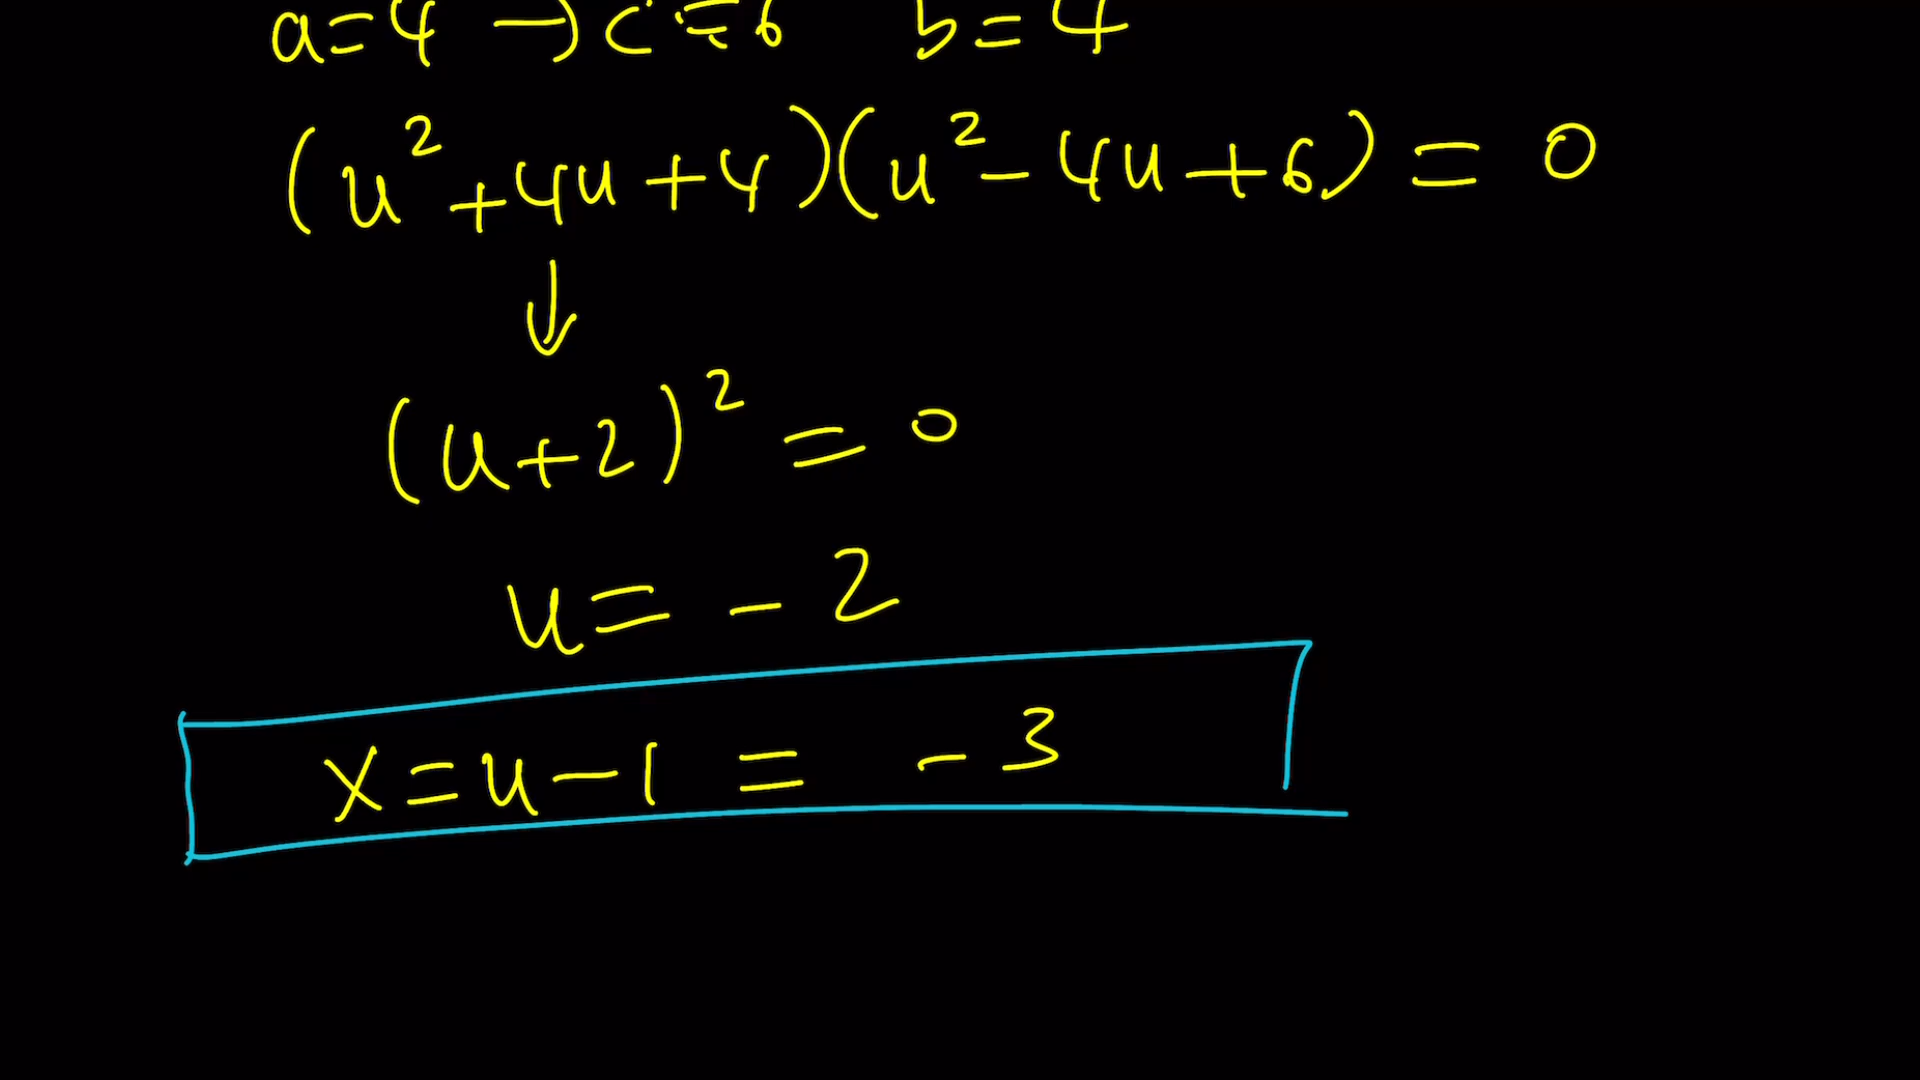 a=4 → c=6 b=4
(u²+4u+4)(u²-4u+6)=0
↓
(u+2)²=0
u=-2
x=u-1=-3